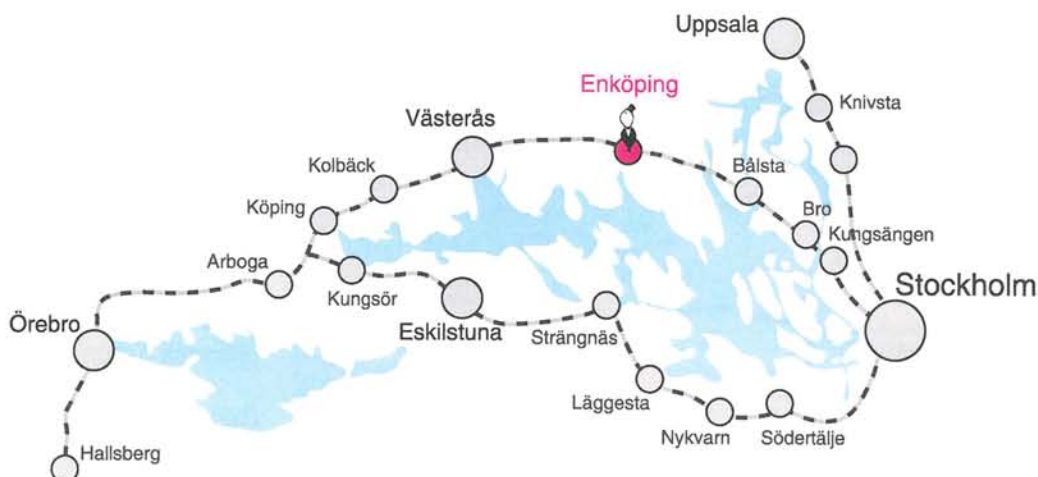 Uppsala
Enköping
Knivsta
Västerås
Kolbäck
Bålsta
Köping
Bro
Kungsängen
Arboga
Kungsör
Stockholm
Örebro
Eskilstuna
Strängnäs
Läggesta
Nykvarn
Södertälje
Hallsberg